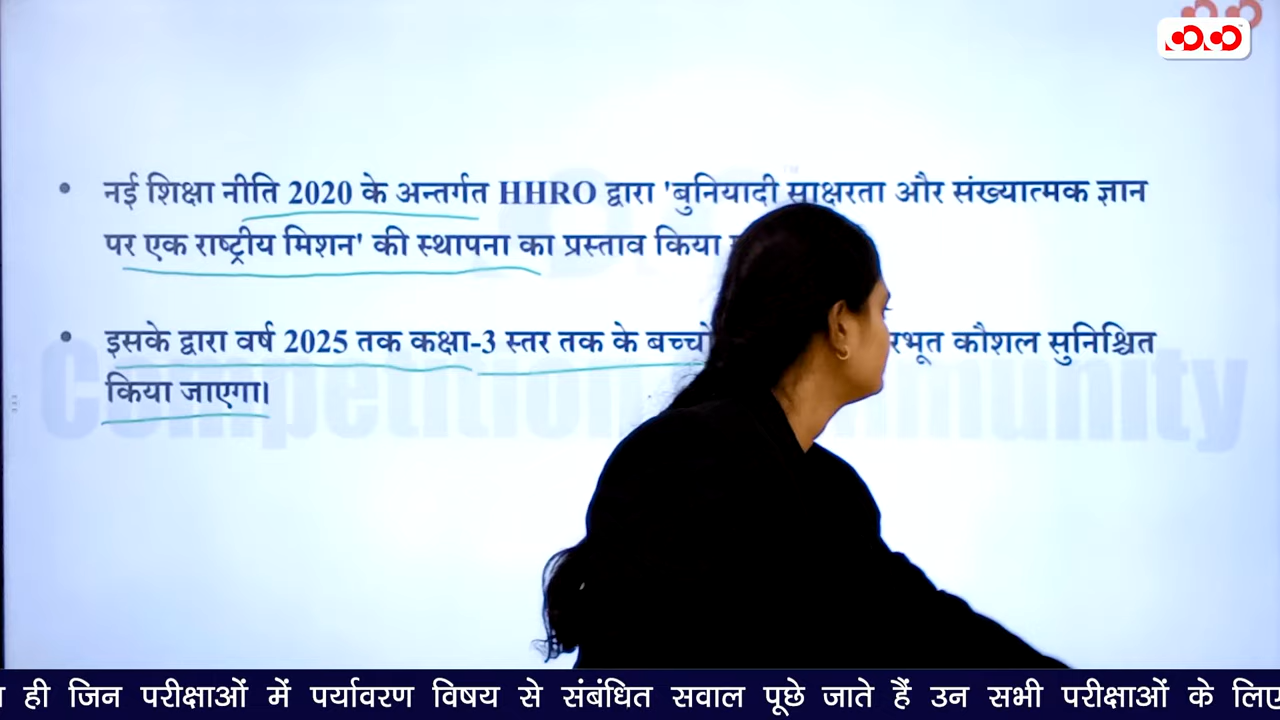 नई शिक्षा नीति 2020 के अन्तर्गत HHRO द्वारा 'बुनियादी साक्षरता और संख्यात्मक ज्ञान
पर एक राष्ट्रीय मिशन' की स्थापना का प्रस्ताव किया
इसके द्वारा वर्ष 2025 तक कक्षा-3 स्तर तक के कौशल सुनिश्चित
किया जाएगा।
ही जिन परीक्षाओं में पर्यावरण विषय से संबंधित सवाल पूछे जाते हैं उन सभी परीक्षाओं के लिए